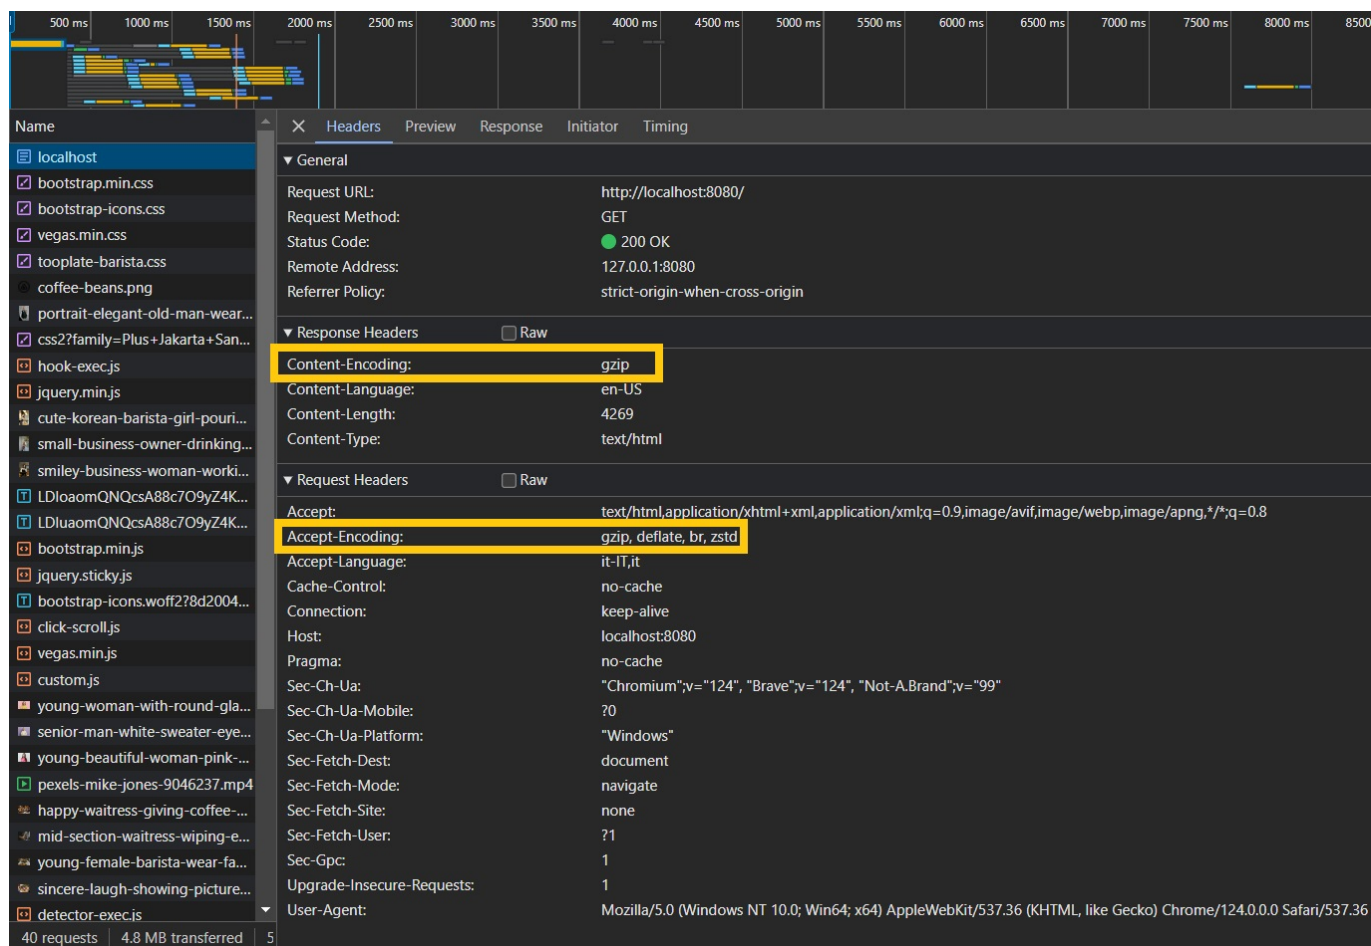 500 ms 1000 ms 1500 ms 2000 ms 2500 ms 3000 ms 3500 ms 4000 ms 4500 ms 5000 ms 5500 ms 6000 ms 6500 ms 7000 ms 7500 ms 8000 ms 8500
Name
localhost
bootstrap.min.css
bootstrap-icons.css
vegas.min.css
tooplate-barista.css
coffee-beans.png
portrait-elegant-old-man-wear...
css2?family=Plus+Jakarta+San...
hook-exec.js
jquery.min.js
cute-korean-barista-girl-pouri...
small-business-owner-drinking...
smiley-business-woman-worki...
LDIoaomQNQcsA88c7O9yZ4K...
LDIuaomQNQcsA88c7O9yZ4K...
bootstrap.min.js
jquery.sticky.js
bootstrap-icons.woff2?8d2004...
click-scroll.js
vegas.min.js
custom.js
young-woman-with-round-gla...
senior-man-white-sweater-eye...
young-beautiful-woman-pink-...
pexels-mike-jones-9046237.mp4
happy-waitress-giving-coffee-...
mid-section-waitress-wiping-e...
young-female-barista-wear-fa...
sincere-laugh-showing-picture...
detector-exec.js
40 requests 4.8 MB transferred 5
Headers Preview Response Initiator Timing
General
Request URL: http://localhost:8080/
Request Method: GET
Status Code: 200 OK
Remote Address: 127.0.0.1:8080
Referrer Policy: strict-origin-when-cross-origin
Response Headers Raw
Content-Encoding: gzip
Content-Language: en-US
Content-Length: 4269
Content-Type: text/html
Request Headers Raw
Accept: text/html,application/xhtml+xml,application/xml;q=0.9,image/avif,image/webp,image/apng,*/*;q=0.8
Accept-Encoding: gzip, deflate, br, zstd
Accept-Language: it-IT,it
Cache-Control: no-cache
Connection: keep-alive
Host: localhost:8080
Pragma: no-cache
Sec-Ch-Ua: "Chromium";v="124", "Brave";v="124", "Not-A.Brand";v="99"
Sec-Ch-Ua-Mobile: ?0
Sec-Ch-Ua-Platform: "Windows"
Sec-Fetch-Dest: document
Sec-Fetch-Mode: navigate
Sec-Fetch-Site: none
Sec-Fetch-User: ?1
Sec-Gpc: 1
Upgrade-Insecure-Requests: 1
User-Agent: Mozilla/5.0 (Windows NT 10.0; Win64; x64) AppleWebKit/537.36 (KHTML, like Gecko) Chrome/124.0.0.0 Safari/537.36